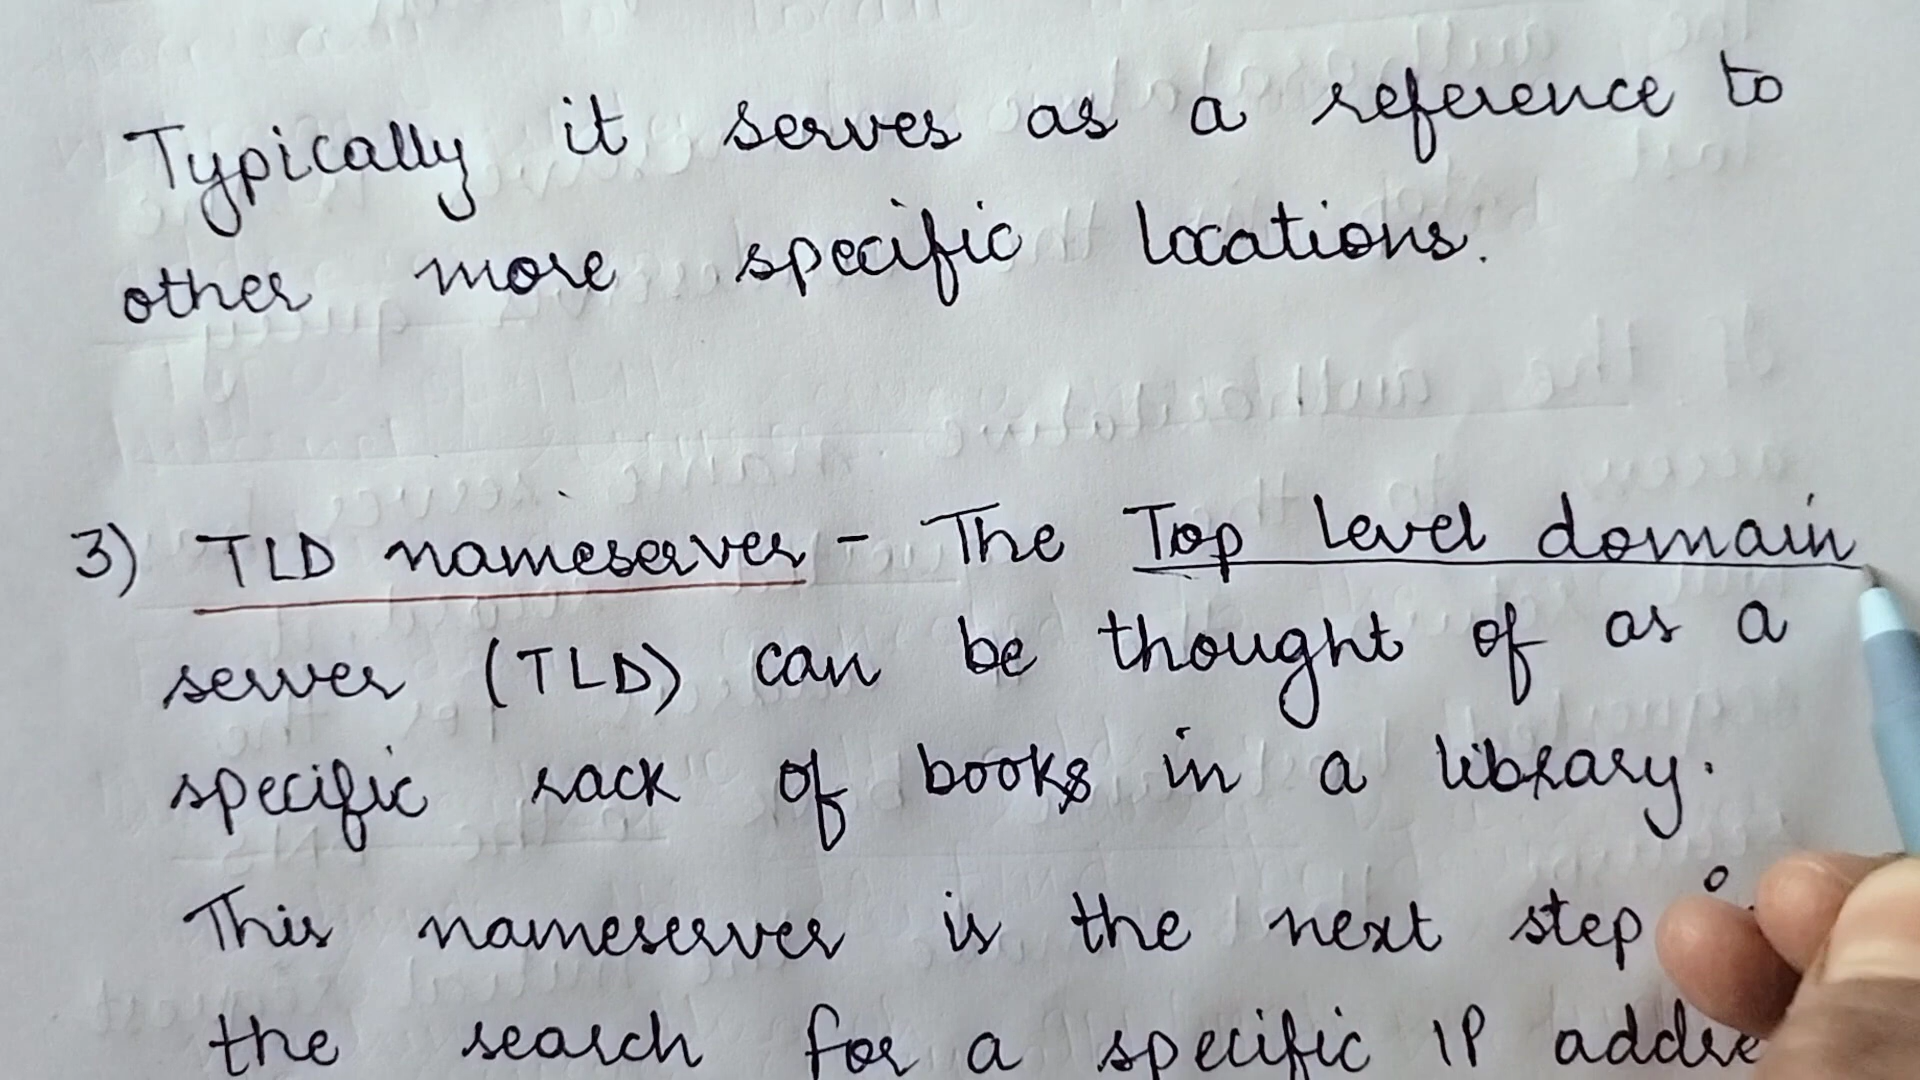 Typically it serves as a reference to
other more specific locations.
3) TLD nameserver - The Top level domain
server (TLD) can be thought of as a
specific rack of books in a library.
This nameserver is the next step
the search for a specific IP addre